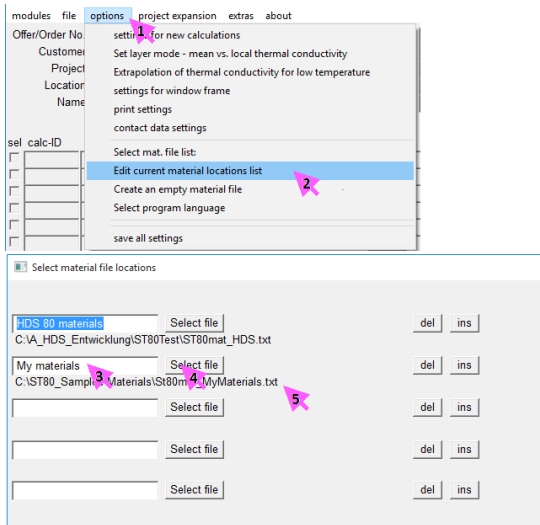 modules file options project expansion extras about
1
Offer/Order No.
settings for new calculations
Customer
Set layer mode - mean vs. local thermal conductivity
Project
Extrapolation of thermal conductivity for low temperature
Location
settings for window frame
Name
print settings
contact data settings
sel calc-ID
Select mat. file list:
Edit current material locations list
2
Create an empty material file
Select program language
save all settings
Select material file locations
HDS 80 materials Select file del ins
C:\A_HDS_Entwicklung\ST80Test\ST80mat_HDS.txt
My materials Select file del ins
3 4
C:\ST80_Sample Materials\St80mat_MyMaterials.txt
5
Select file del ins
Select file del ins
Select file del ins